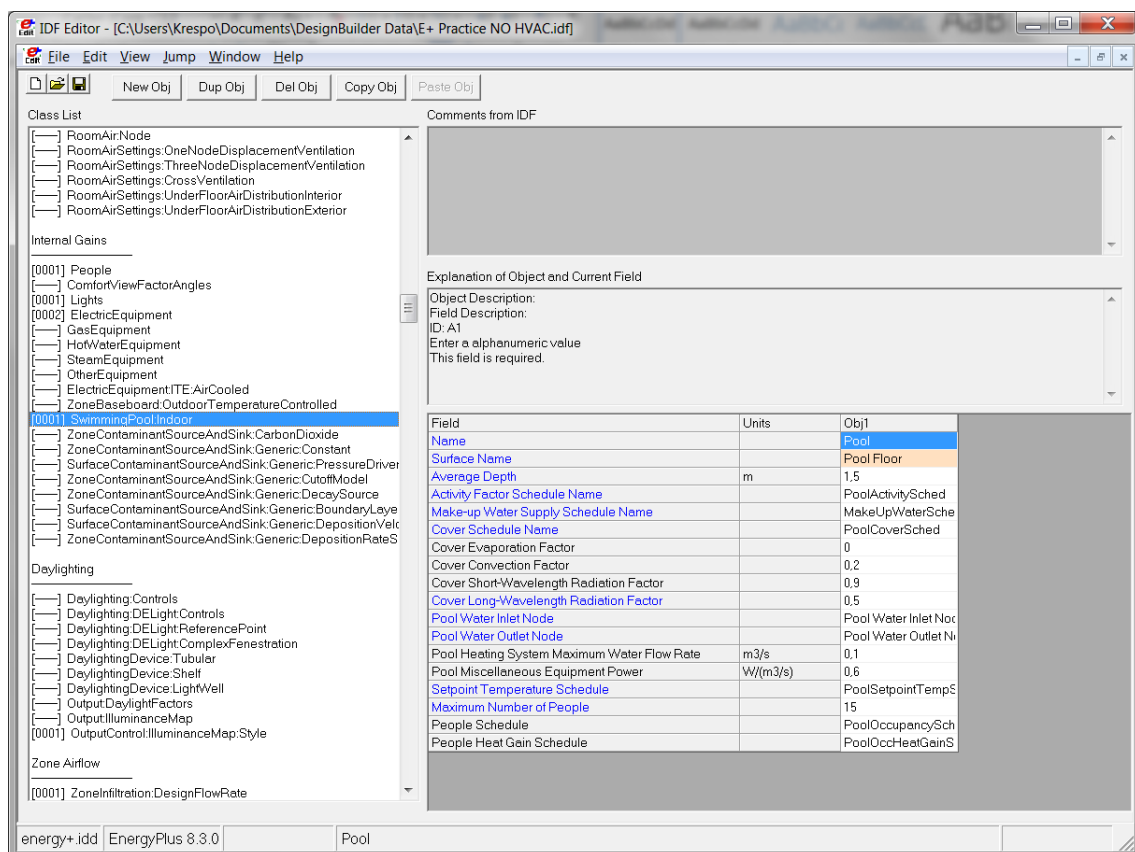 IDF Editor - [C:\Users\Krespo\Documents\DesignBuilder Data\E+ Practice NO HVAC.idf]
File Edit View Jump Window Help
New Obj Dup Obj Del Obj Copy Obj Paste Obj
Class List
[——] RoomAir:Node
[——] RoomAirSettings:OneNodeDisplacementVentilation
[——] RoomAirSettings:ThreeNodeDisplacementVentilation
[——] RoomAirSettings:CrossVentilation
[——] RoomAirSettings:UnderFloorAirDistributionInterior
[——] RoomAirSettings:UnderFloorAirDistributionExterior
Internal Gains
[0001] People
[——] ComfortViewFactorAngles
[0001] Lights
[0002] ElectricEquipment
[——] GasEquipment
[——] HotWaterEquipment
[——] SteamEquipment
[——] OtherEquipment
[——] ElectricEquipment:ITE:AirCooled
[——] ZoneBaseboard:OutdoorTemperatureControlled
[0001] SwimmingPool:Indoor
[——] ZoneContaminantSourceAndSink:CarbonDioxide
[——] ZoneContaminantSourceAndSink:Generic:Constant
[——] SurfaceContaminantSourceAndSink:Generic:PressureDriver
[——] ZoneContaminantSourceAndSink:Generic:CutoffModel
[——] ZoneContaminantSourceAndSink:Generic:DecaySource
[——] SurfaceContaminantSourceAndSink:Generic:BoundaryLaye
[——] SurfaceContaminantSourceAndSink:Generic:DepositionVelo
[——] ZoneContaminantSourceAndSink:Generic:DepositionRateS
Daylighting
[——] Daylighting:Controls
[——] Daylighting:DELight:Controls
[——] Daylighting:DELight:ReferencePoint
[——] Daylighting:DELight:ComplexFenestration
[——] DaylightingDevice:Tubular
[——] DaylightingDevice:Shelf
[——] DaylightingDevice:LightWell
[——] Output:DaylightFactors
[——] Output:IlluminanceMap
[0001] OutputControl:IlluminanceMap:Style
Zone Airflow
[0001] ZoneInfiltration:DesignFlowRate
Comments from IDF
Explanation of Object and Current Field
Object Description:
Field Description:
ID: A1
Enter a alphanumeric value
This field is required.
Field Units Obj1
Name Pool
Surface Name Pool Floor
Average Depth m 1,5
Activity Factor Schedule Name PoolActivitySched
Make-up Water Supply Schedule Name MakeUpWaterSche
Cover Schedule Name PoolCoverSched
Cover Evaporation Factor 0
Cover Convection Factor 0,2
Cover Short-Wavelength Radiation Factor 0,9
Cover Long-Wavelength Radiation Factor 0,5
Pool Water Inlet Node Pool Water Inlet Noc
Pool Water Outlet Node Pool Water Outlet N
Pool Heating System Maximum Water Flow Rate m3/s 0,1
Pool Miscellaneous Equipment Power W/(m3/s) 0,6
Setpoint Temperature Schedule PoolSetpointTempS
Maximum Number of People 15
People Schedule PoolOccupancySch
People Heat Gain Schedule PoolOccHeatGainS
energy+.idd EnergyPlus 8.3.0 Pool